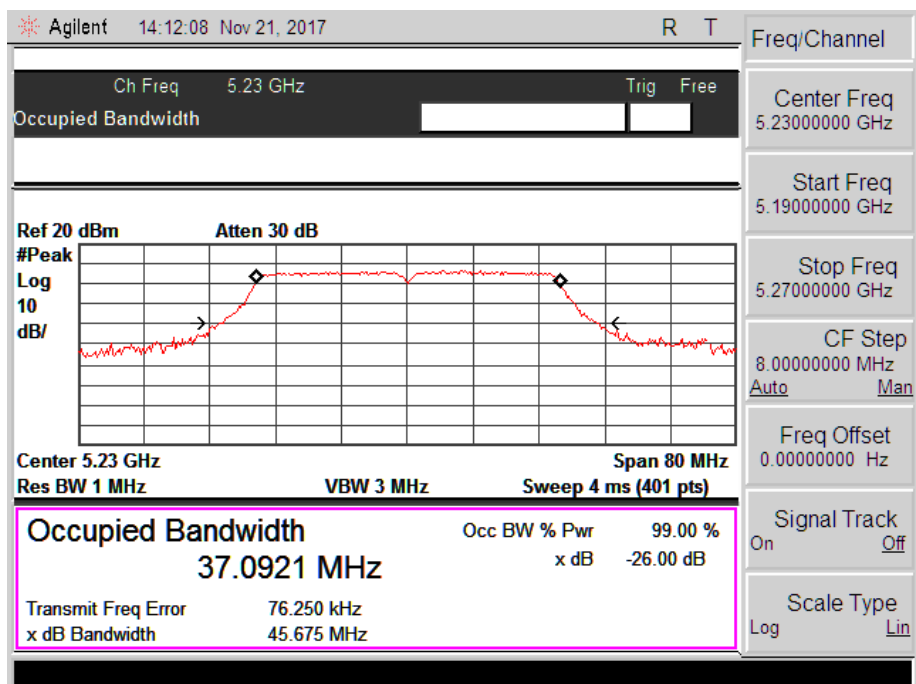 Agilent 14:12:08 Nov 21, 2017 R T
Ch Freq 5.23 GHz Trig Free
Occupied Bandwidth
Ref 20 dBm Atten 30 dB
#Peak
Log
10
dB/
Center 5.23 GHz Span 80 MHz
Res BW 1 MHz VBW 3 MHz Sweep 4 ms (401 pts)
Occupied Bandwidth Occ BW % Pwr 99.00 %
37.0921 MHz x dB -26.00 dB
Transmit Freq Error 76.250 kHz
x dB Bandwidth 45.675 MHz
Freq/Channel
Center Freq
5.23000000 GHz
Start Freq
5.19000000 GHz
Stop Freq
5.27000000 GHz
CF Step
8.00000000 MHz
Auto Man
Freq Offset
0.00000000 Hz
Signal Track
On Off
Scale Type
Log Lin